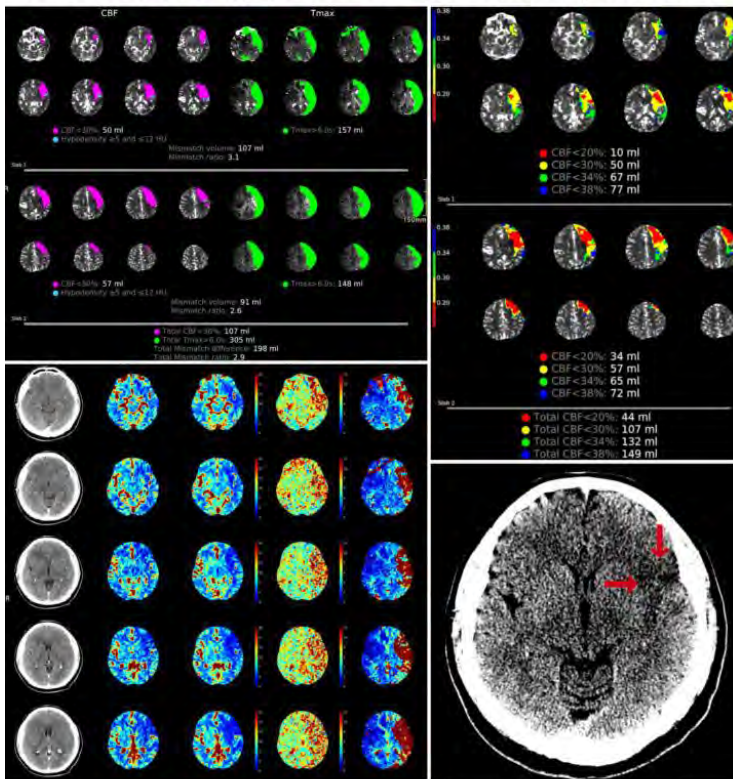 CBF
Tmax
CBF<30%: 50 ml
Tmax>6.0s: 157 ml
Hypodensity ≥5 and ≤12 HU
Mismatch volume: 107 ml
Mismatch ratio: 3.1
Slab 1
R
CBF<30%: 57 ml
Tmax>6.0s: 148 ml
Hypodensity ≥5 and ≤12 HU
Mismatch volume: 91 ml
Mismatch ratio: 2.6
Slab 2
Total CBF<30%: 107 ml
Total Tmax>6.0s: 305 ml
Total Mismatch difference: 198 ml
Total Mismatch ratio: 2.9
0.38
0.34
0.30
0.20
CBF<20%: 10 ml
CBF<30%: 50 ml
CBF<34%: 67 ml
CBF<38%: 77 ml
Slab 1
0.38
0.34
0.30
CBF<20%: 34 ml
CBF<30%: 57 ml
CBF<34%: 65 ml
CBF<38%: 72 ml
Slab 2
Total CBF<20%: 44 ml
Total CBF<30%: 107 ml
Total CBF<34%: 132 ml
Total CBF<38%: 149 ml
R